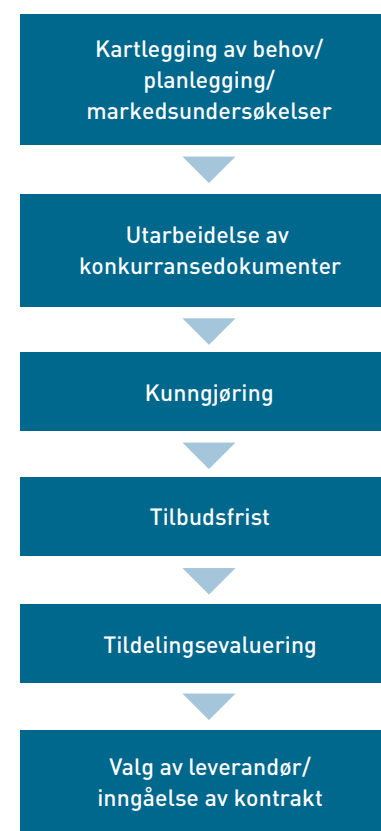 Kartlegging av behov/
planlegging/
markedsundersøkelser
Utarbeidelse av
konkurransedokumenter
Kunngjøring
Tilbudsfrist
Tildelingsevaluering
Valg av leverandør/
inngåelse av kontrakt